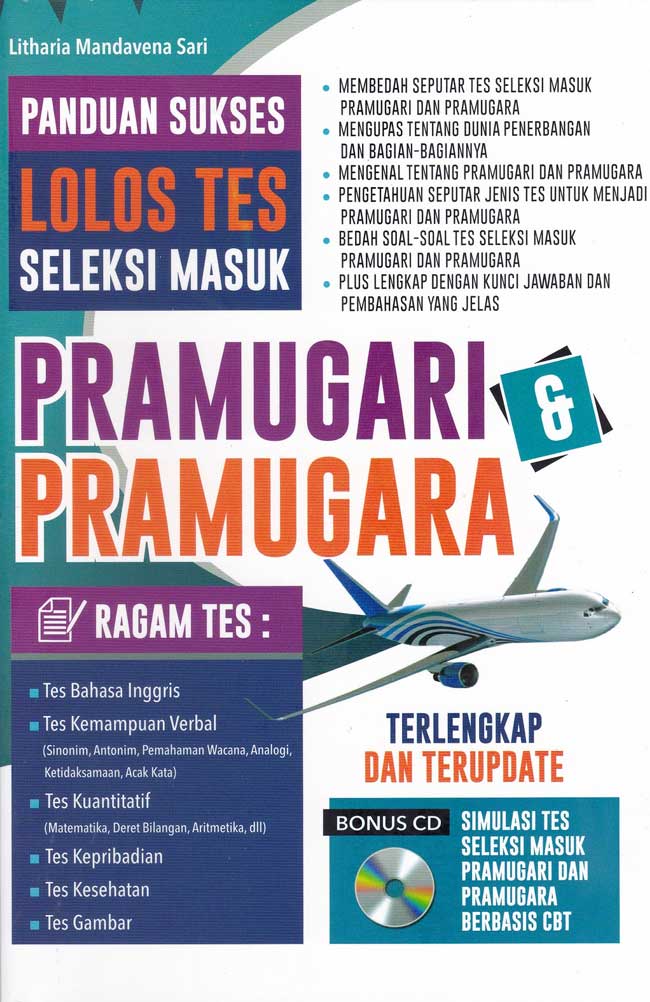 Litharia Mandavena Sari
PANDUAN SUKSES
LOLOS TES
SELEKSI MASUK
• MEMBEDAH SEPUTAR TES SELEKSI MASUK
PRAMUGARI DAN PRAMUGARA
• MENGUPAS TENTANG DUNIA PENERBANGAN
DAN BAGIAN-BAGIANNYA
• MENGENAL TENTANG PRAMUGARI DAN PRAMUGARA
• PENGETAHUAN SEPUTAR JENIS TES UNTUK MENJADI
PRAMUGARI DAN PRAMUGARA
• BEDAH SOAL-SOAL TES SELEKSI MASUK
PRAMUGARI DAN PRAMUGARA
• PLUS LENGKAP DENGAN KUNCI JAWABAN DAN
PEMBAHASAN YANG JELAS
PRAMUGARI &
PRAMUGARA
RAGAM TES :
■ Tes Bahasa Inggris
■ Tes Kemampuan Verbal
(Sinonim, Antonim, Pemahaman Wacana, Analogi,
Ketidaksamaan, Acak Kata)
■ Tes Kuantitatif
(Matematika, Deret Bilangan, Aritmetika, dll)
■ Tes Kepribadian
■ Tes Kesehatan
■ Tes Gambar
TERLENGKAP
DAN TERUPDATE
BONUS CD
SIMULASI TES
SELEKSI MASUK
PRAMUGARI DAN
PRAMUGARA
BERBASIS CBT